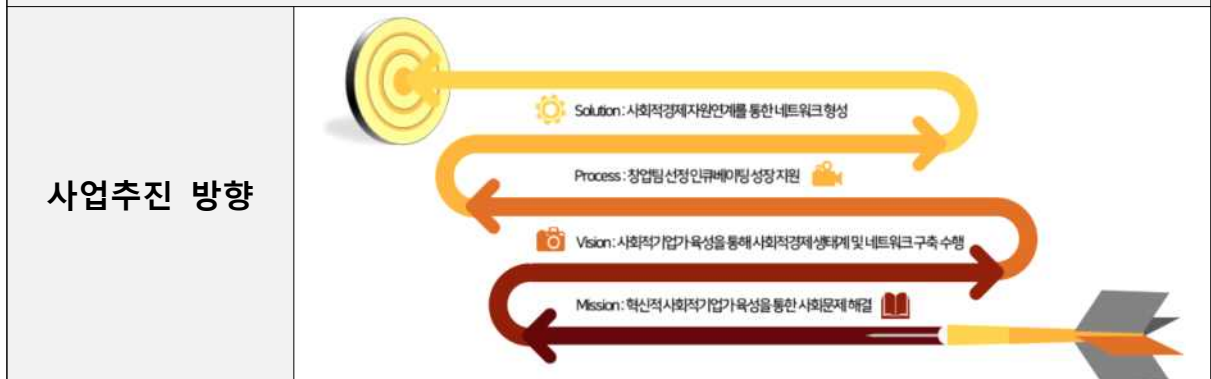 사업추진 방향
Solution : 사회적경제 자원연계를 통한 네트워크 형성
Process : 창업팀 선정 인큐베이팅 성장 지원
Vision : 사회적기업가 육성을 통해 사회적경제 생태계 및 네트워크 구축 수행
Mission : 혁신적 사회적기업가 육성을 통한 사회문제 해결